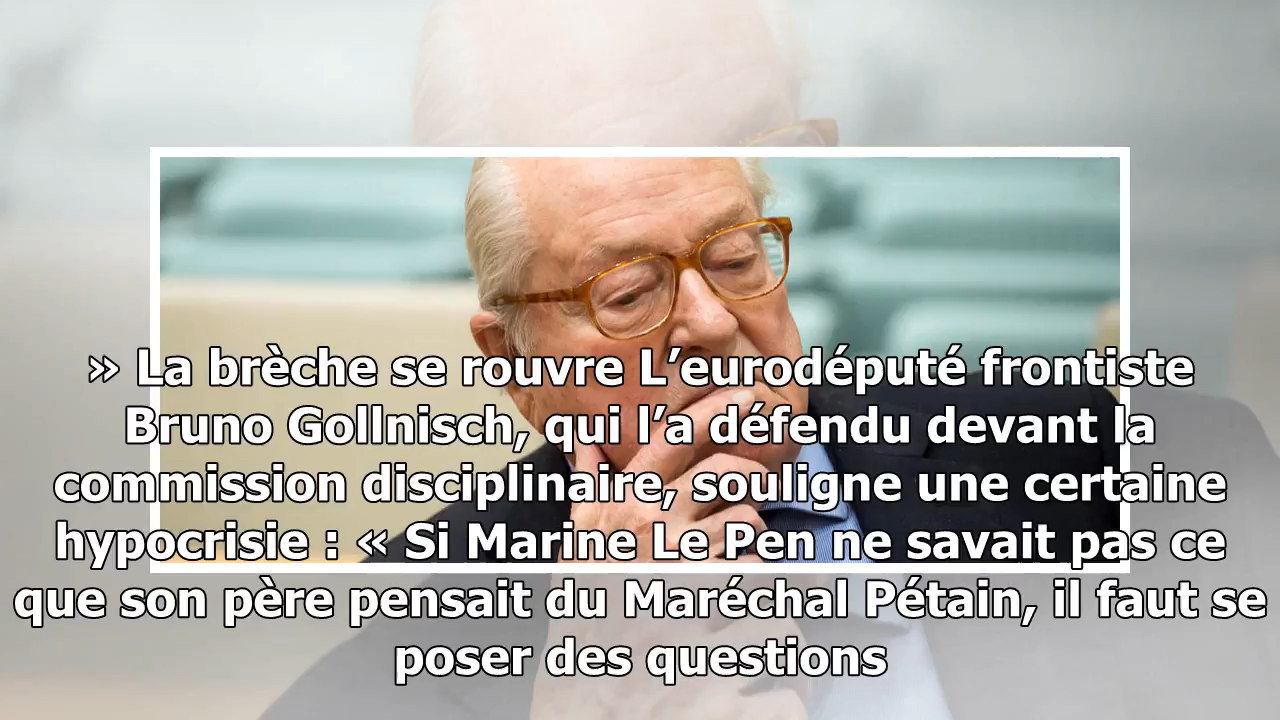 » La brèche se rouvre L’eurodéputé frontiste
Bruno Gollnisch, qui l’a défendu devant la
commission disciplinaire, souligne une certaine
hypocrisie : « Si Marine Le Pen ne savait pas ce
que son père pensait du Maréchal Pétain, il faut se
poser des questions